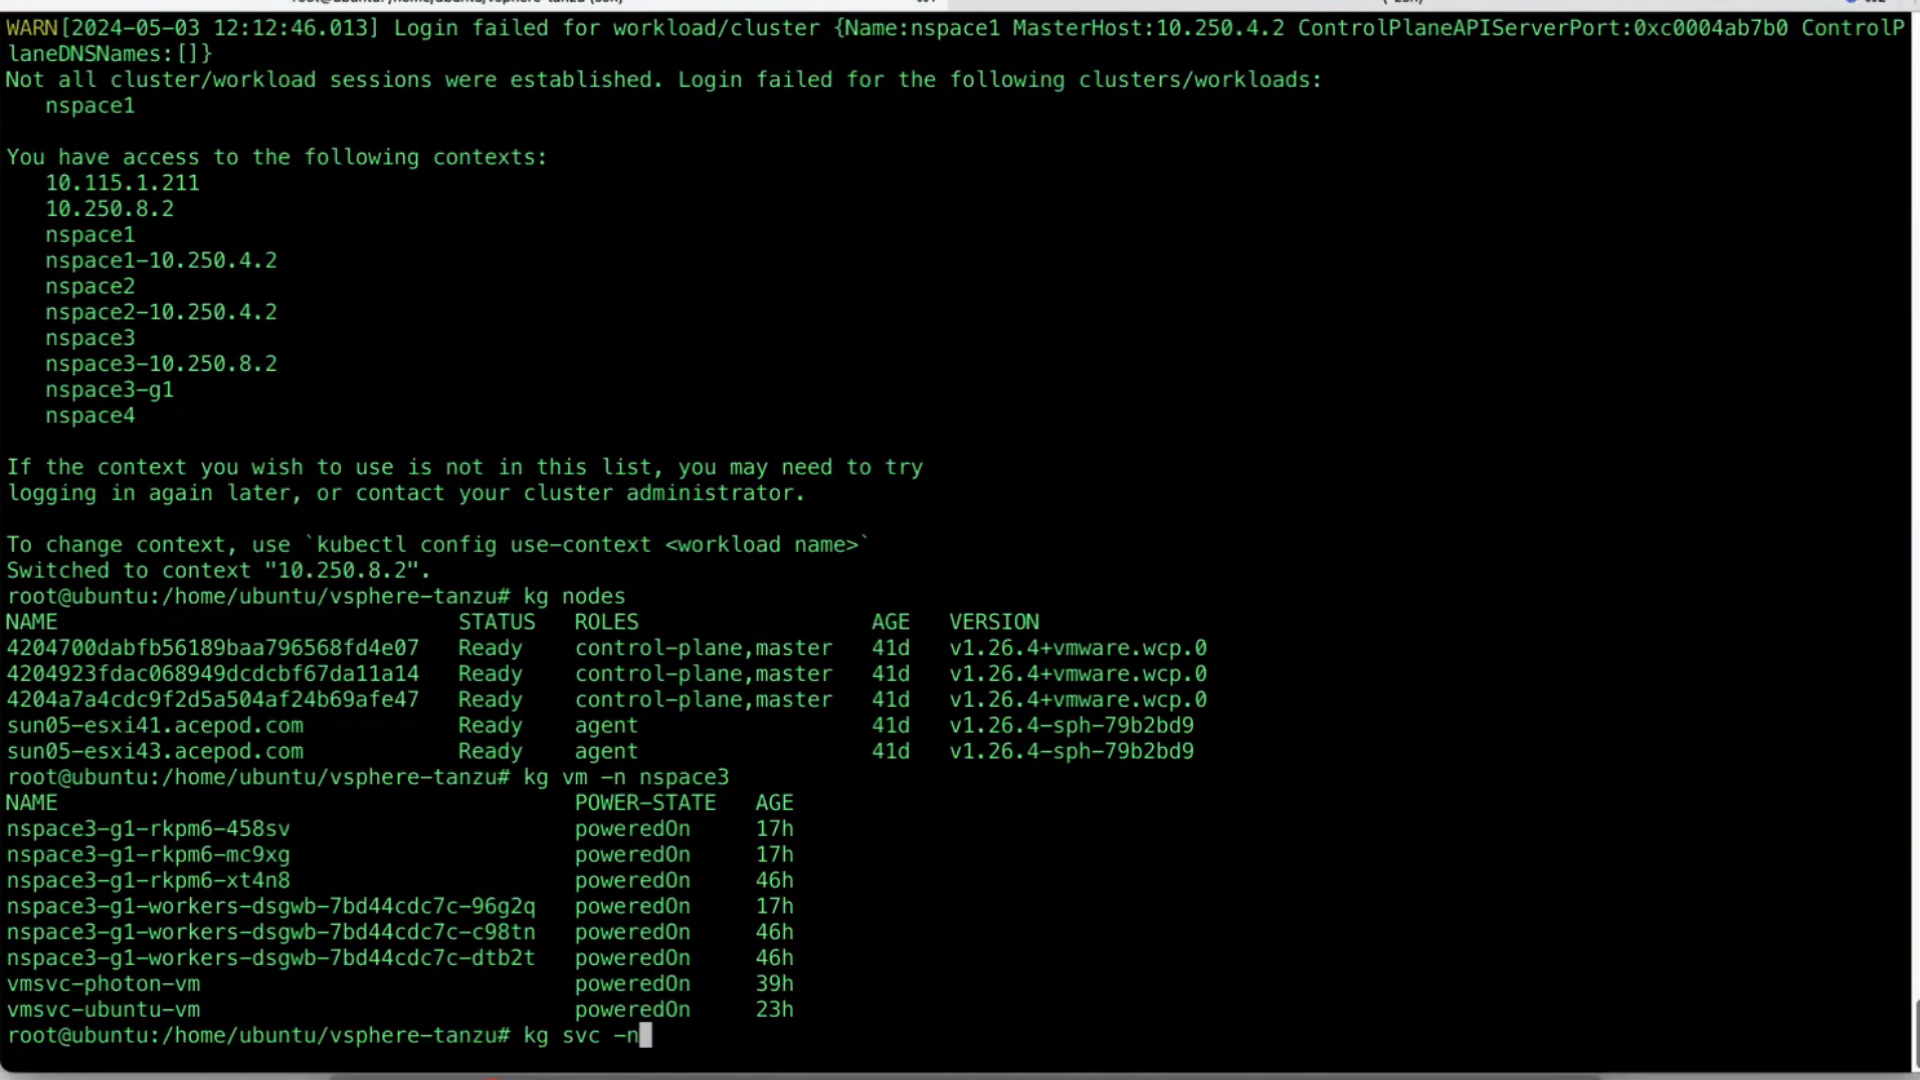 WARN[2024-05-03 12:12:46.013] Login failed for workload/cluster {Name:nspace1 MasterHost:10.250.4.2 ControlPlaneAPIServerPort:0xc0004ab7b0 ControlP
laneDNSNames:[]}
Not all cluster/workload sessions were established. Login failed for the following clusters/workloads:
   nspace1

You have access to the following contexts:
   10.115.1.211
   10.250.8.2
   nspace1
   nspace1-10.250.4.2
   nspace2
   nspace2-10.250.4.2
   nspace3
   nspace3-10.250.8.2
   nspace3-g1
   nspace4

If the context you wish to use is not in this list, you may need to try
logging in again later, or contact your cluster administrator.

To change context, use `kubectl config use-context <workload name>`
Switched to context "10.250.8.2".
root@ubuntu:/home/ubuntu/vsphere-tanzu# kg nodes
NAME                               STATUS   ROLES                  AGE   VERSION
4204700dabfb56189baa796568fd4e07   Ready    control-plane,master   41d   v1.26.4+vmware.wcp.0
4204923fdac068949dcdcbf67da11a14   Ready    control-plane,master   41d   v1.26.4+vmware.wcp.0
4204a7a4cdc9f2d5a504af24b69afe47   Ready    control-plane,master   41d   v1.26.4+vmware.wcp.0
sun05-esxi41.acepod.com            Ready    agent                  41d   v1.26.4-sph-79b2bd9
sun05-esxi43.acepod.com            Ready    agent                  41d   v1.26.4-sph-79b2bd9
root@ubuntu:/home/ubuntu/vsphere-tanzu# kg vm -n nspace3
NAME                                        POWER-STATE   AGE
nspace3-g1-rkpm6-458sv                      poweredOn     17h
nspace3-g1-rkpm6-mc9xg                      poweredOn     17h
nspace3-g1-rkpm6-xt4n8                      poweredOn     46h
nspace3-g1-workers-dsgwb-7bd44cdc7c-96g2q   poweredOn     17h
nspace3-g1-workers-dsgwb-7bd44cdc7c-c98tn   poweredOn     46h
nspace3-g1-workers-dsgwb-7bd44cdc7c-dtb2t   poweredOn     46h
vmsvc-photon-vm                             poweredOn     39h
vmsvc-ubuntu-vm                             poweredOn     23h
root@ubuntu:/home/ubuntu/vsphere-tanzu# kg svc -n